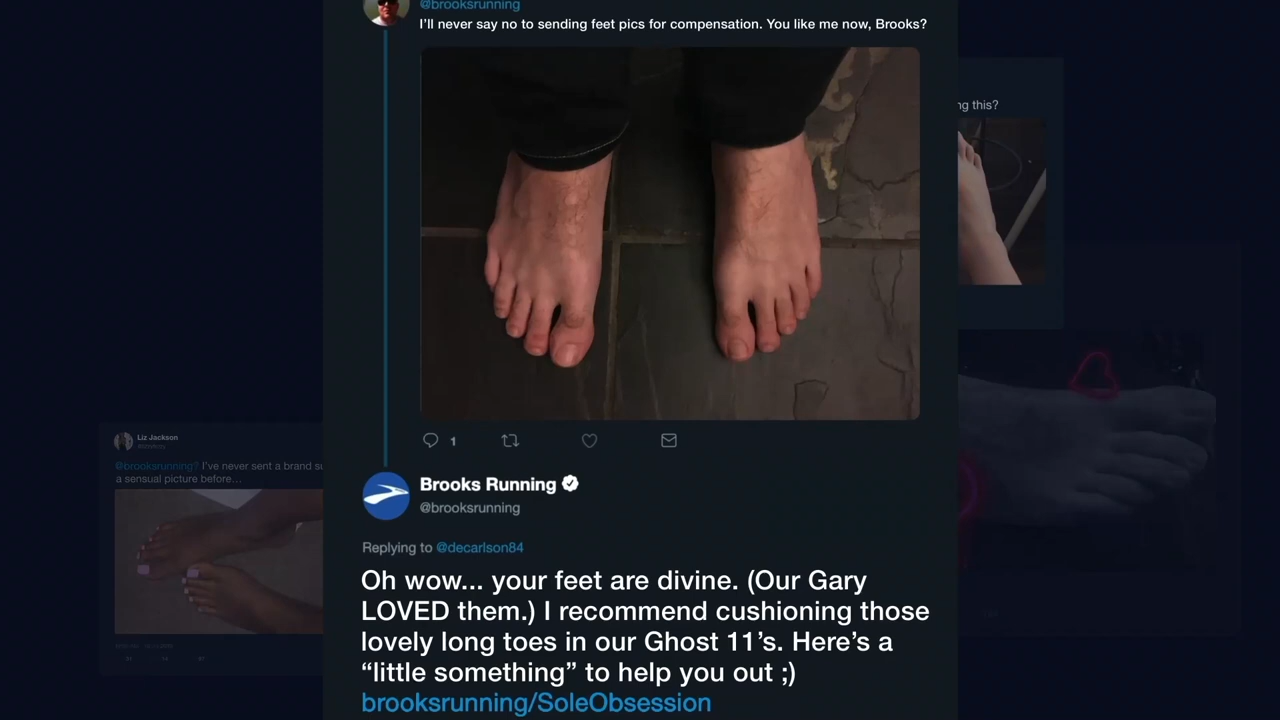 @brooksrunning
I’ll never say no to sending feet pics for compensation. You like me now, Brooks?
ng this?
1
Liz Jackson
@brooksrunning? I’ve never sent a brand su
a sensual picture before…
Brooks Running
@brooksrunning
Replying to @decarlson84
Oh wow... your feet are divine. (Our Gary
LOVED them.) I recommend cushioning those
lovely long toes in our Ghost 11’s. Here’s a
“little something” to help you out ;)
brooksrunning/SoleObsession